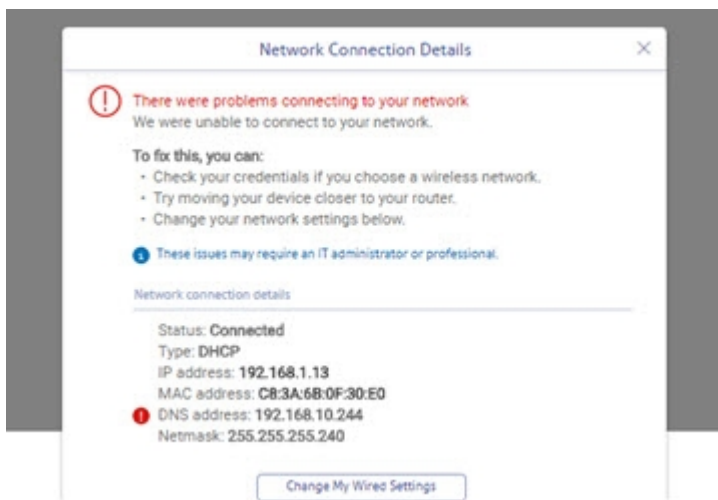 Network Connection Details
There were problems connecting to your network
We were unable to connect to your network.
To fix this, you can:
• Check your credentials if you choose a wireless network.
• Try moving your device closer to your router.
• Change your network settings below.
These issues may require an IT administrator or professional.
Network connection details
Status: Connected
Type: DHCP
IP address: 192.168.1.13
MAC address: C8:3A:6B:0F:30:E0
DNS address: 192.168.10.244
Netmask: 255.255.255.240
Change My Wired Settings